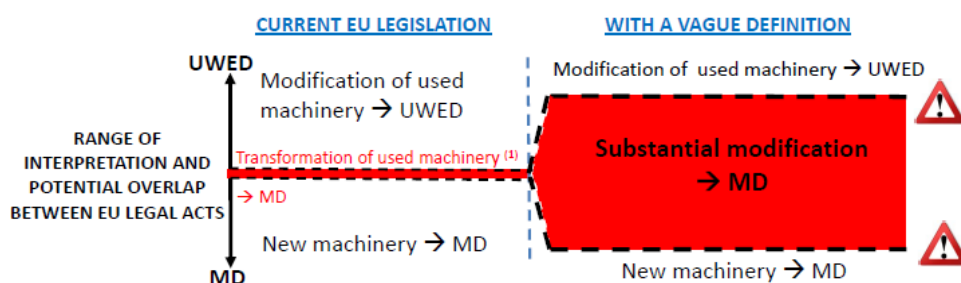 CURRENT EU LEGISLATION
WITH A VAGUE DEFINITION
UWED
Modification of used
machinery → UWED
Modification of used machinery → UWED
RANGE OF
INTERPRETATION AND
POTENTIAL OVERLAP
BETWEEN EU LEGAL ACTS
Transformation of used machinery (1)
→ MD
Substantial modification
→ MD
New machinery → MD
New machinery → MD
MD
!
!